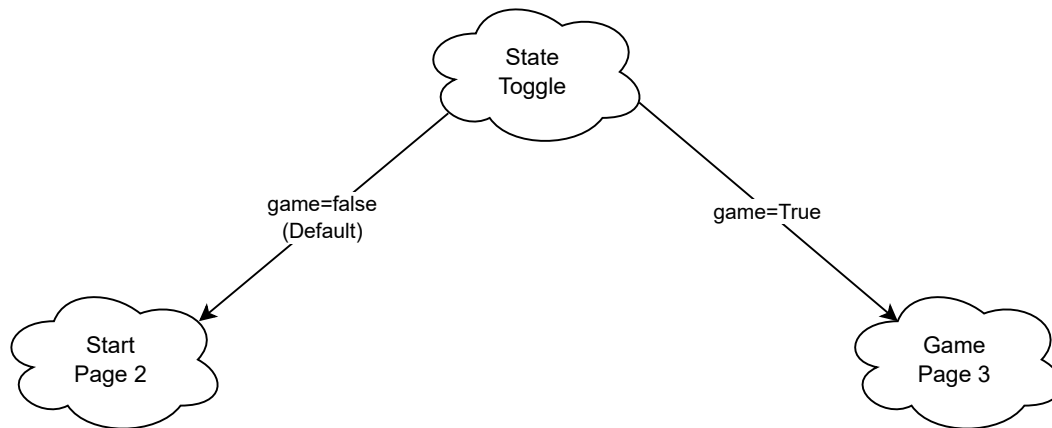 State
Toggle
game=false
(Default)
game=True
Start
Page 2
Game
Page 3